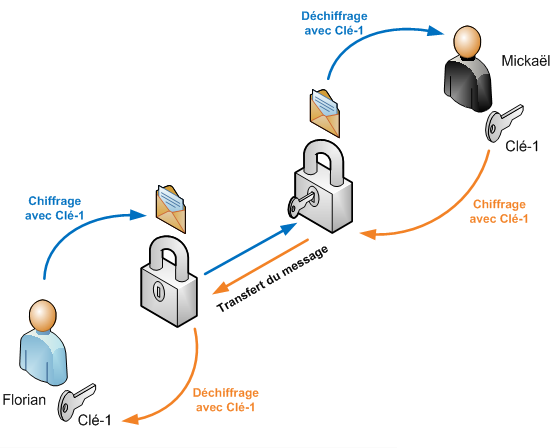 Déchiffrage
avec Clé-1
Mickaël
Clé-1
Chiffrage
avec Clé-1
Chiffrage
avec Clé-1
Transfert du message
Déchiffrage
avec Clé-1
Florian
Clé-1